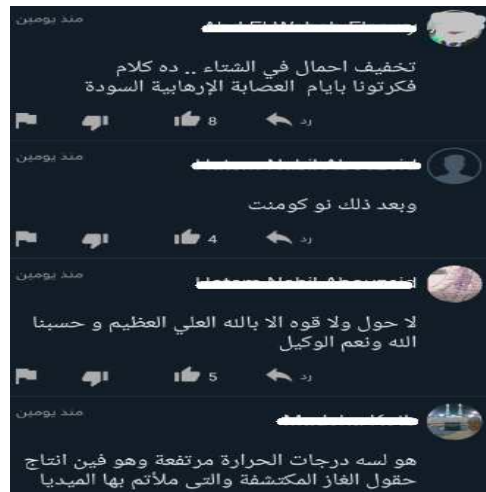 منذ يومين
تخفيف احمال في الشتاء .. ده كلام
فكرتونا بايام العصابة الإرهابية السودة
رد 8
منذ يومين
وبعد ذلك نو كومنت
رد 4
منذ يومين
لا حول ولا قوه الا بالله العلي العظيم و حسبنا
الله ونعم الوكيل
رد 5
منذ يومين
هو لسه درجات الحرارة مرتفعة وهو فين انتاج
حقول الغاز المكتشفة والتى ملأتم بها الميديا